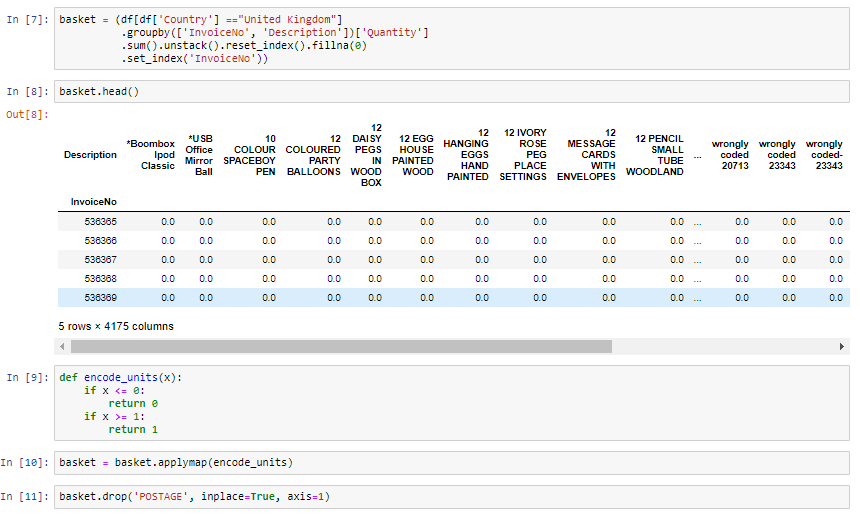 In [7]: basket = (df[df['Country'] =="United Kingdom"]
.groupby(['InvoiceNo', 'Description'])['Quantity']
.sum().unstack().reset_index().fillna(0)
.set_index('InvoiceNo'))
In [8]: basket.head()
Out[8]:
Description *Boombox Ipod Classic *USB Office Mirror Ball 10 COLOUR SPACEBOY PEN 12 COLOURED PARTY BALLOONS 12 DAISY PEGS IN WOOD BOX 12 EGG HOUSE PAINTED WOOD 12 HANGING EGGS HAND PAINTED 12 IVORY ROSE PEG PLACE SETTINGS 12 MESSAGE CARDS WITH ENVELOPES 12 PENCIL SMALL TUBE WOODLAND ... wrongly coded 20713 wrongly coded 23343 wrongly coded-23343
InvoiceNo
536365 0.0 0.0 0.0 0.0 0.0 0.0 0.0 0.0 0.0 0.0 ... 0.0 0.0 0.0
536366 0.0 0.0 0.0 0.0 0.0 0.0 0.0 0.0 0.0 0.0 ... 0.0 0.0 0.0
536367 0.0 0.0 0.0 0.0 0.0 0.0 0.0 0.0 0.0 0.0 ... 0.0 0.0 0.0
536368 0.0 0.0 0.0 0.0 0.0 0.0 0.0 0.0 0.0 0.0 ... 0.0 0.0 0.0
536369 0.0 0.0 0.0 0.0 0.0 0.0 0.0 0.0 0.0 0.0 ... 0.0 0.0 0.0
5 rows × 4175 columns
In [9]: def encode_units(x):
if x <= 0:
return 0
if x >= 1:
return 1
In [10]: basket = basket.applymap(encode_units)
In [11]: basket.drop('POSTAGE', inplace=True, axis=1)